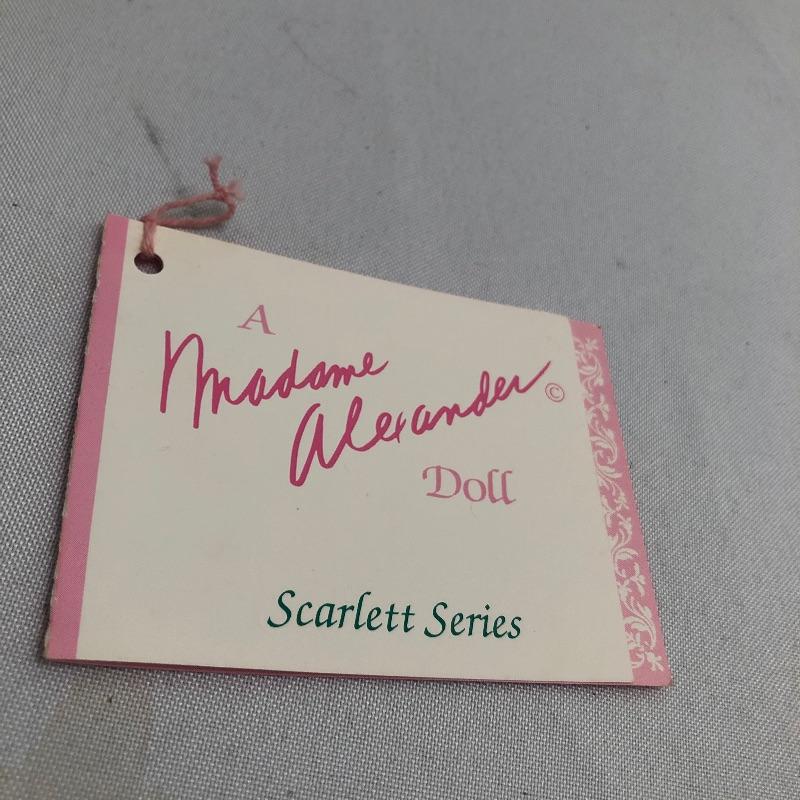 A
Madame
Alexander ©
Doll
Scarlett Series